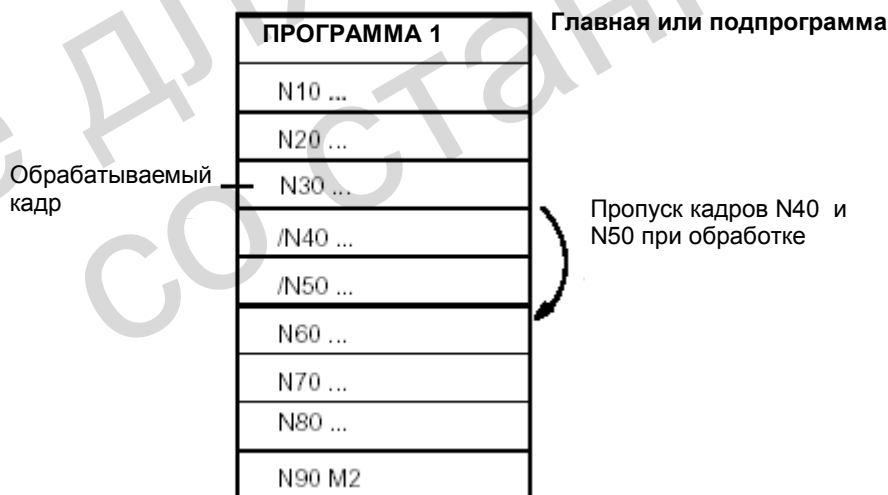 ПРОГРАММА 1
Главная или подпрограмма
N10 ...
N20 ...
Обрабатываемый
кадр
N30 ...
/N40 ...
/N50 ...
Пропуск кадров N40 и
N50 при обработке
N60 ...
N70 ...
N80 ...
N90 M2